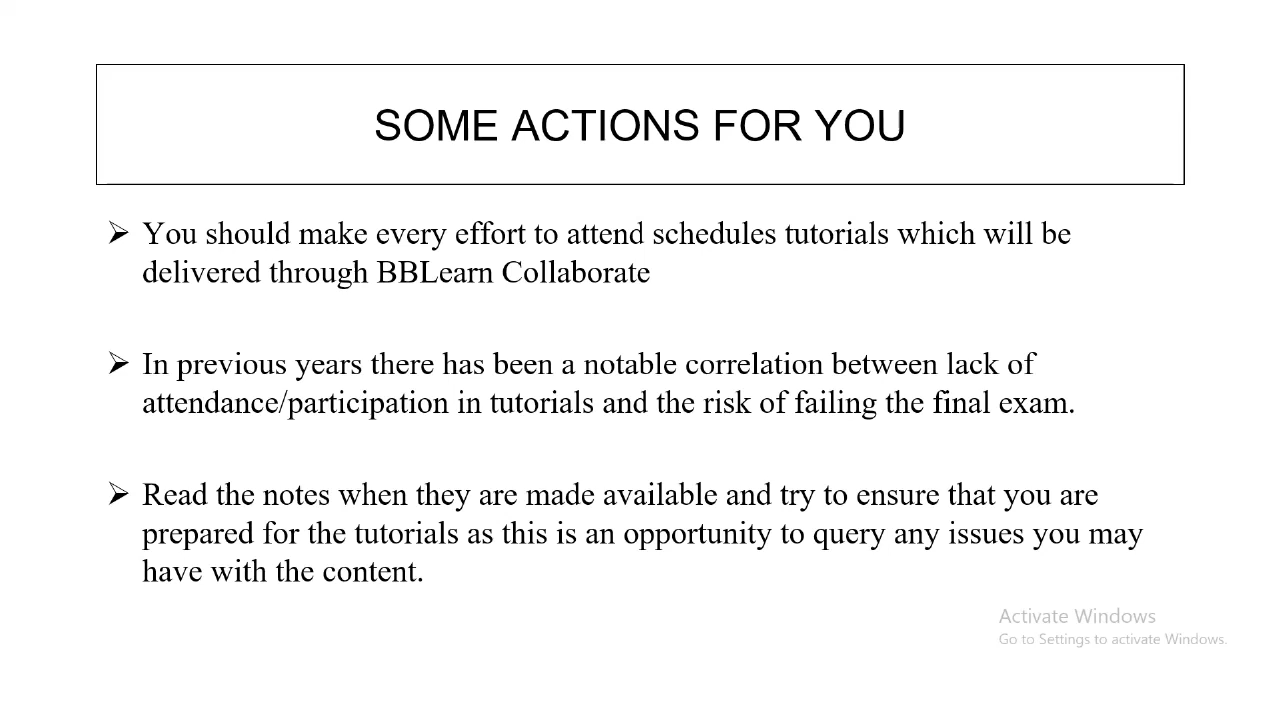 SOME ACTIONS FOR YOU
➢ You should make every effort to attend schedules tutorials which will be
delivered through BBLearn Collaborate
➢ In previous years there has been a notable correlation between lack of
attendance/participation in tutorials and the risk of failing the final exam.
➢ Read the notes when they are made available and try to ensure that you are
prepared for the tutorials as this is an opportunity to query any issues you may
have with the content.
Activate Windows
Go to Settings to activate Windows.